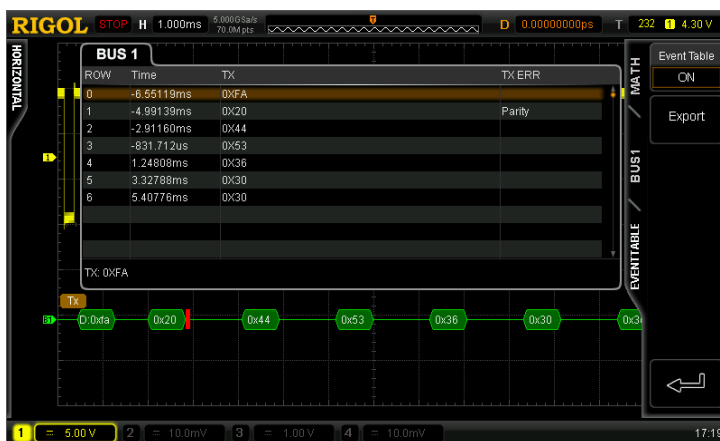 RIGOL STOP H 1.000ms 5.000GSa/s 70.0Mpts D 0.00000000ps T 232 1 4.30 V
HORIZONTAL
BUS 1
ROW Time TX TX ERR
0 -6.55119ms 0XFA
1 -4.99139ms 0X20 Parity
2 -2.91160ms 0X44
3 -831.712us 0X53
4 1.24808ms 0X36
5 3.32788ms 0X30
6 5.40776ms 0X30
TX: 0XFA
MATH
BUS1
EVENTTABLE
Event Table
ON
Export
1
Tx
B1 D:0xfa 0x20 0x44 0x53 0x36 0x30 0x3
1 = 5.00 V 2 = 10.0mV 3 = 1.00 V 4 = 10.0mV 17:19